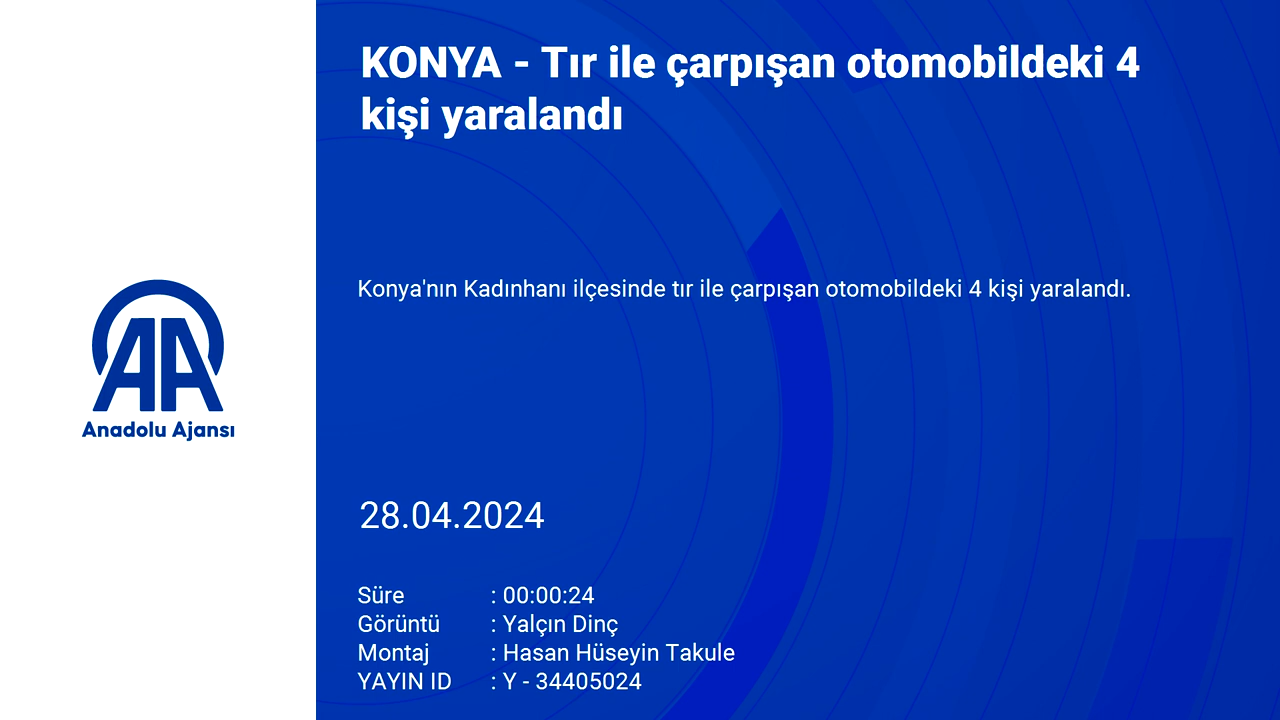 KONYA - Tır ile çarpışan otomobildeki 4
kişi yaralandı
Konya'nın Kadınhanı ilçesinde tır ile çarpışan otomobildeki 4 kişi yaralandı.
AA
Anadolu Ajansı
28.04.2024
Süre : 00:00:24
Görüntü : Yalçın Dinç
Montaj : Hasan Hüseyin Takule
YAYIN ID : Y - 34405024